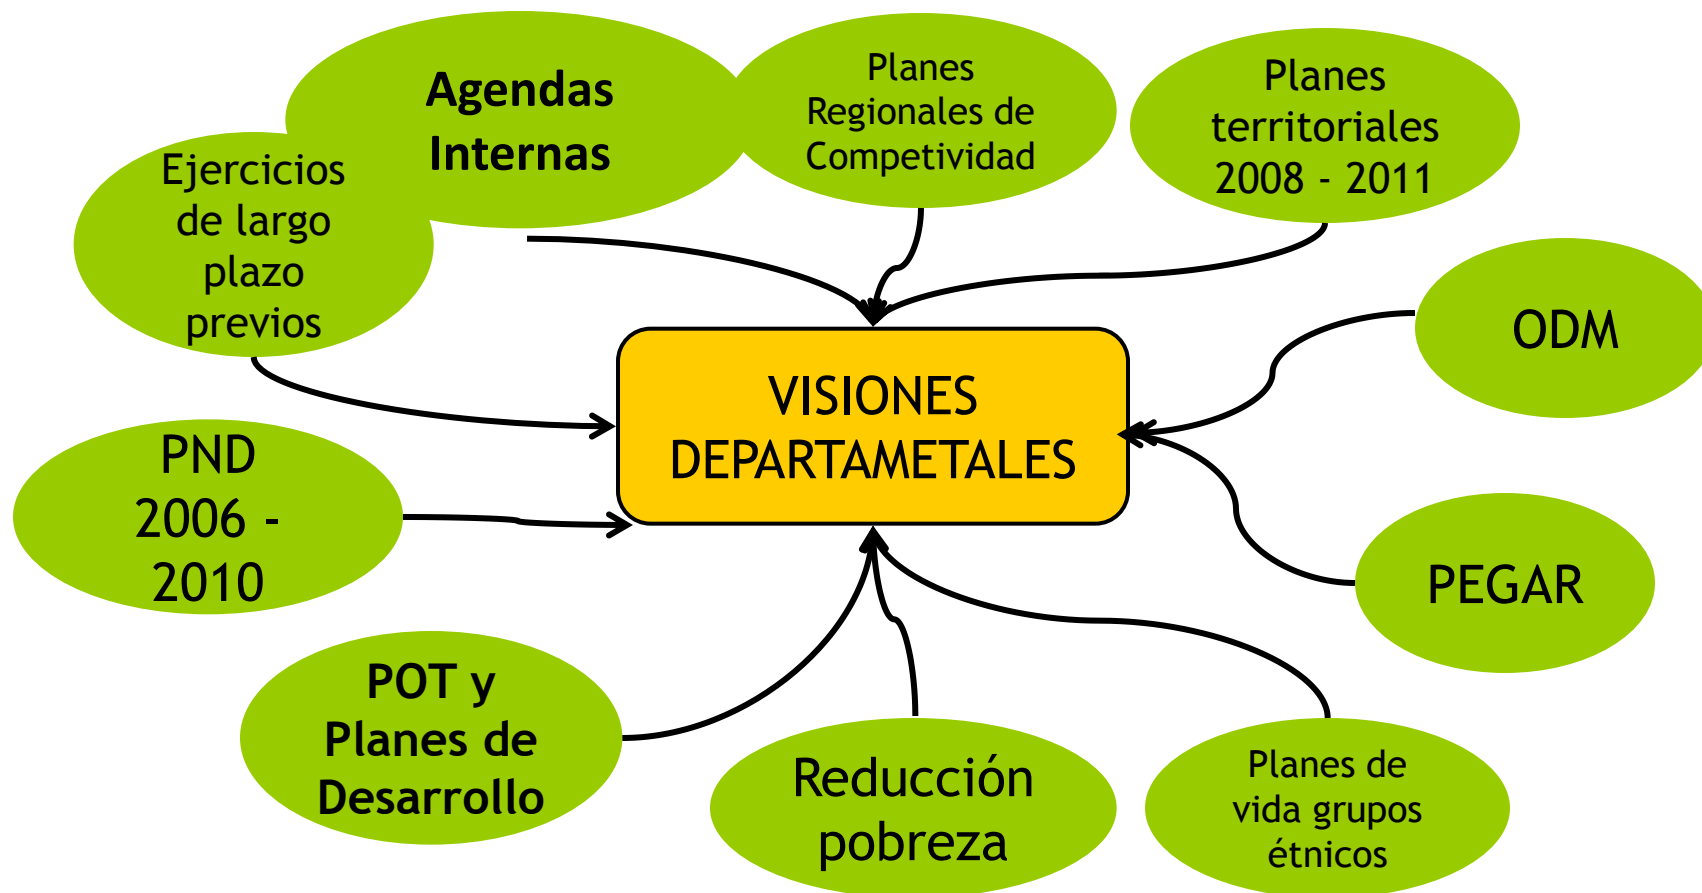 Agendas
Internas
Planes
Regionales de
Competividad
Planes
territoriales
2008 - 2011
Ejercicios
de largo
plazo
previos
ODM
VISIONES
DEPARTAMETALES
PND
2006 -
2010
PEGAR
POT y
Planes de
Desarrollo
Reducción
pobreza
Planes de
vida grupos
étnicos